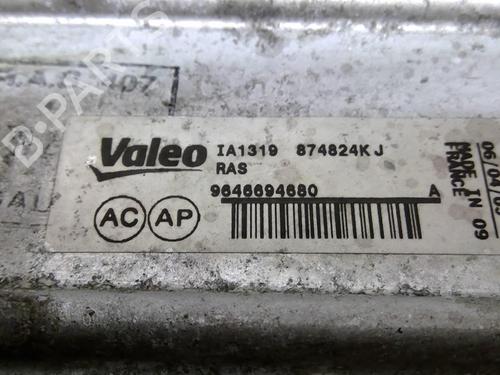 B-PARTS
Valeo
IA1319 874824KJ
RAS
9646694680 A
AC AP
MADE IN
FRANCE 09
06/04/